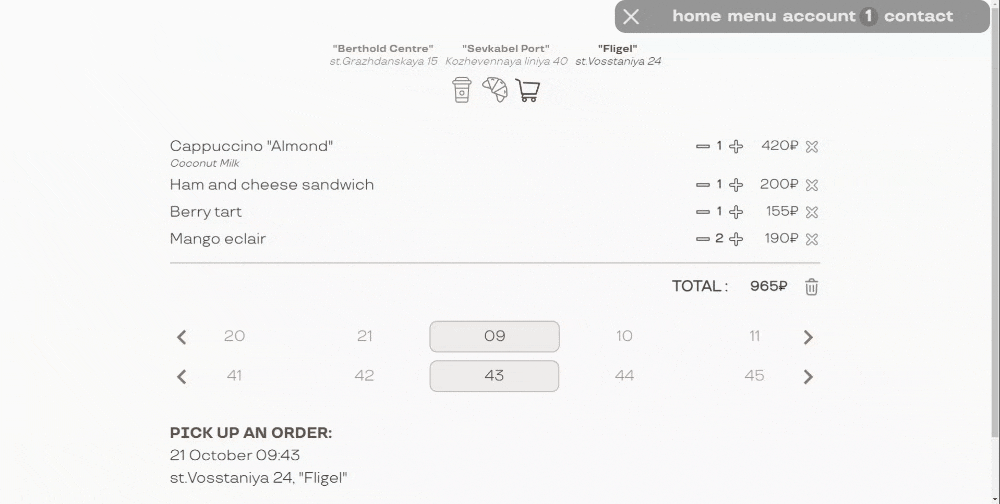 home menu account 1 contact
"Berthold Centre" "Sevkabel Port" "Fligel"
st.Grazhdanskaya 15 Kozhevennaya liniya 40 st.Vosstaniya 24
Cappuccino "Almond" 1 420₽
Coconut Milk
Ham and cheese sandwich 1 200₽
Berry tart 1 155₽
Mango eclair 2 190₽
TOTAL : 965₽
20 21 09 10 11
41 42 43 44 45
PICK UP AN ORDER:
21 October 09:43
st.Vosstaniya 24, "Fligel"